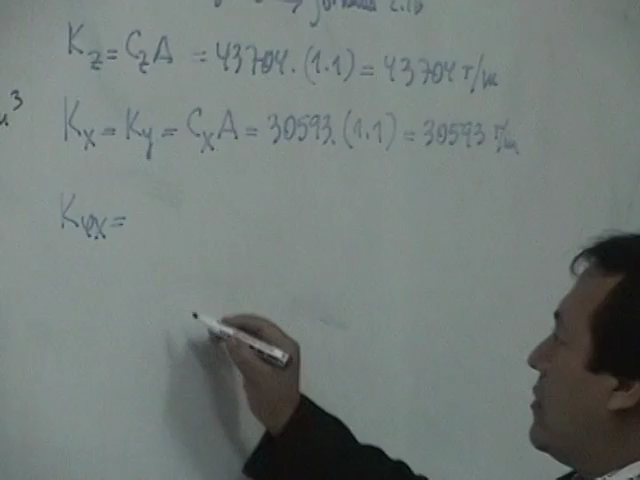 K_z = C_z A = 43704.(1.1) = 43704 T/m
K_x = K_y = C_x A = 30593.(1.1) = 30593 T/m
K_φx =